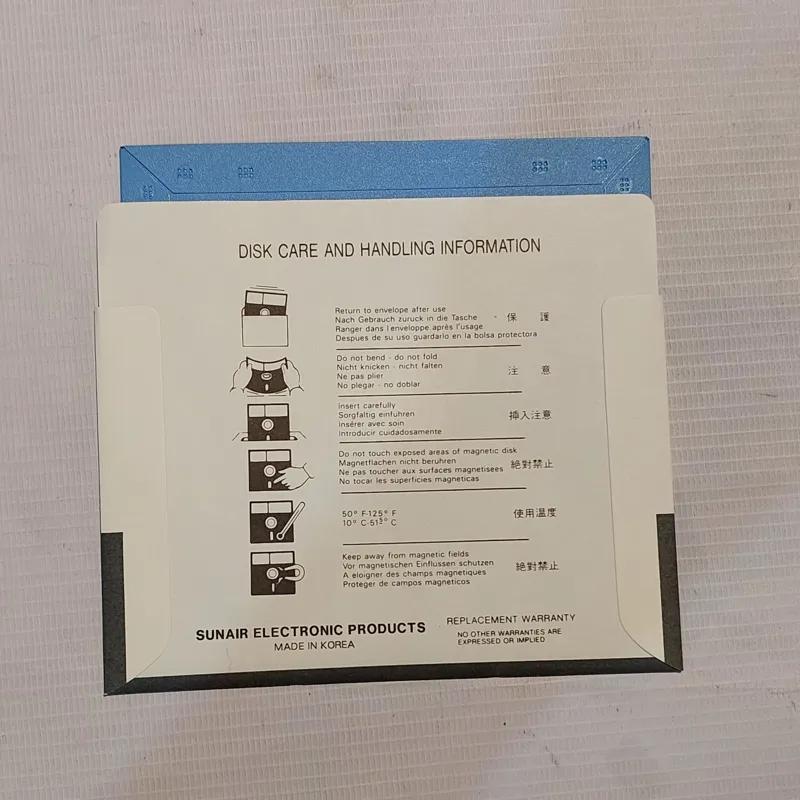 DISK CARE AND HANDLING INFORMATION
Return to envelope after use
Nach Gebrauch zuruck in die Tasche - 保 護
Ranger dans l'enveloppe après l'usage
Despues de su uso guardarlo en la bolsa protectora
Do not bend - do not fold
Nicht knicken - nicht falten
注 意
Ne pas plier
No plegar - no doblar
Insert carefully
Sorgfaltig einfuhren
挿入注意
Insérer avec soin
Introducir cuidadosamente
Do not touch exposed areas of magnetic disk
Magnetflachen nicht beruhren
Ne pas toucher aux surfaces magnetisees 絶對禁止
No tocar les superficies magneticas
50° F-125° F
使用温度
10° C-51⅔° C
Keep away from magnetic fields
Vor magnetischen Einflussen schutzen
絶對禁止
A eloigner des champs magnetiques
Proteger de campos magneticos
SUNAIR ELECTRONIC PRODUCTS
MADE IN KOREA
REPLACEMENT WARRANTY
NO OTHER WARRANTIES ARE
EXPRESSED OR IMPLIED